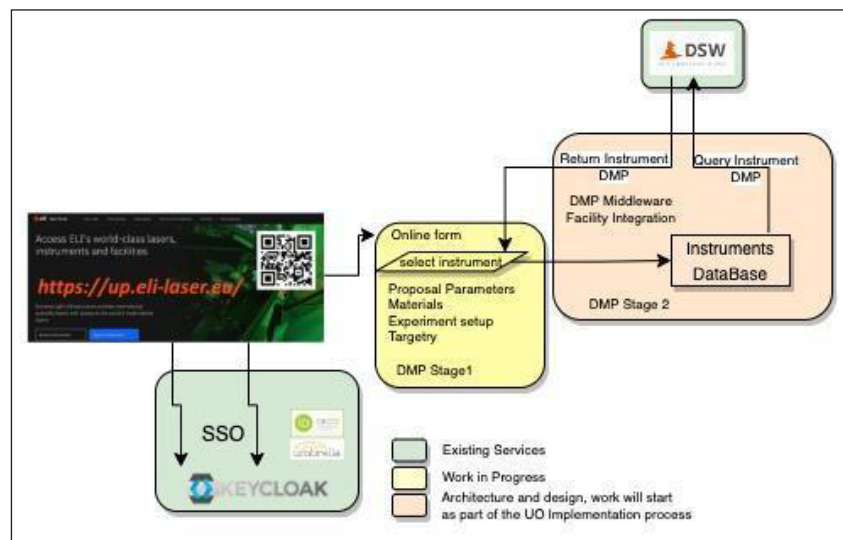 DSW
Return Instrument
DMP
Query Instrument
DMP
DMP Middleware
Facility Integration
Instruments
DataBase
DMP Stage 2
eli
Access ELI's world-class lasers,
instruments and facilities
https://up.eli-laser.eu/
Online form
select instrument
Proposal Parameters
Materials
Experiment setup
Targetry
DMP Stage1
SSO
KEYCLOAK
Existing Services
Work in Progress
Architecture and design, work will start
as part of the UO Implementation process